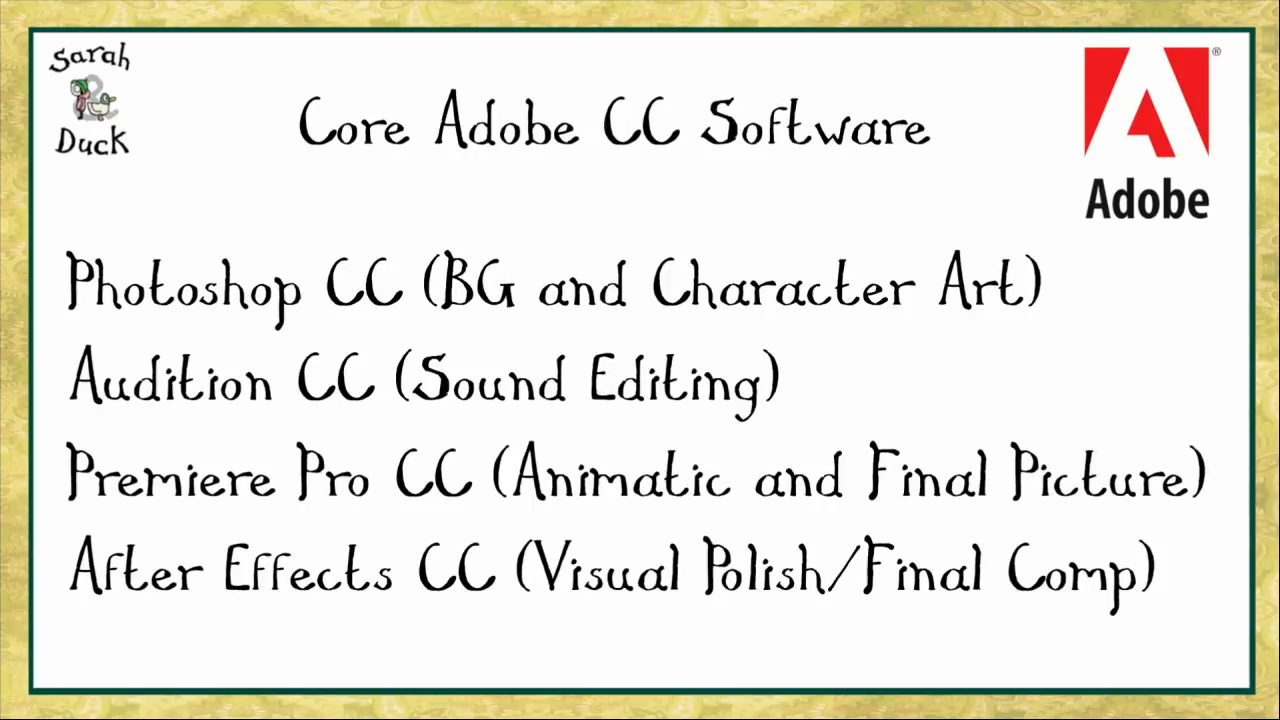 Sarah
&
Duck
Core Adobe CC Software
®
Adobe
Photoshop CC (BG and Character Art)
Audition CC (Sound Editing)
Premiere Pro CC (Animatic and Final Picture)
After Effects CC (Visual Polish/Final Comp)